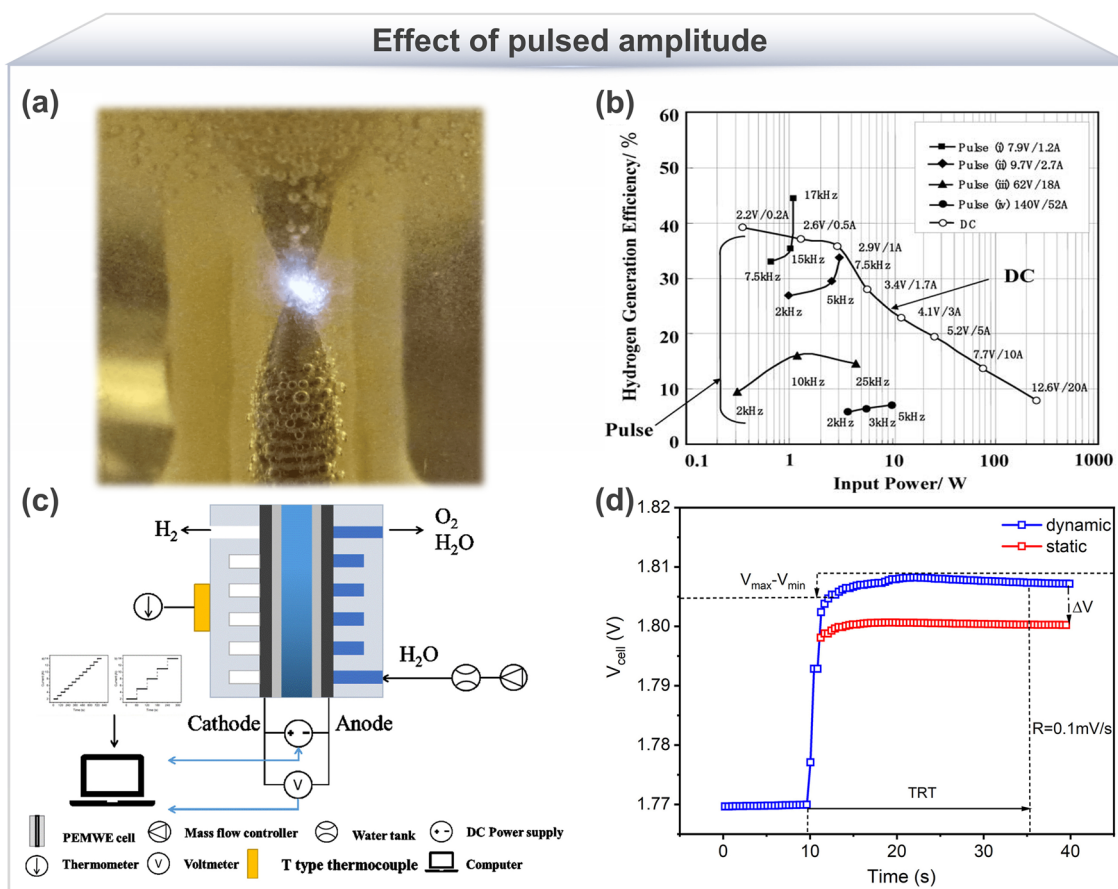 Effect of pulsed amplitude
(a)
(b)
Hydrogen Generation Efficiency/ %
60
50
40
30
20
10
0
0.1
1
10
100
1000
Input Power/ W
Pulse (i) 7.9V/1.2A
Pulse (ii) 9.7V/2.7A
Pulse (iii) 62V/18A
Pulse (iv) 140V/52A
DC
17kHz
2.2V/0.2A
2.6V/0.5A
15kHz
2.9V/1A
7.5kHz
7.5kHz
DC
3.4V/1.7A
2kHz
5kHz
4.1V/3A
5.2V/5A
7.7V/10A
10kHz
25kHz
12.6V/20A
2kHz
2kHz
3kHz
5kHz
Pulse
(c)
H2
O2
H2O
H2O
Cathode
Anode
V
PEMWE cell
Mass flow controller
Water tank
DC Power supply
Thermometer
V
Voltmeter
T type thermocouple
Computer
(d)
1.82
1.81
1.80
1.79
1.78
1.77
Vcell (V)
dynamic
static
Vmax-Vmin
ΔV
R=0.1mV/s
TRT
0
10
20
30
40
Time (s)